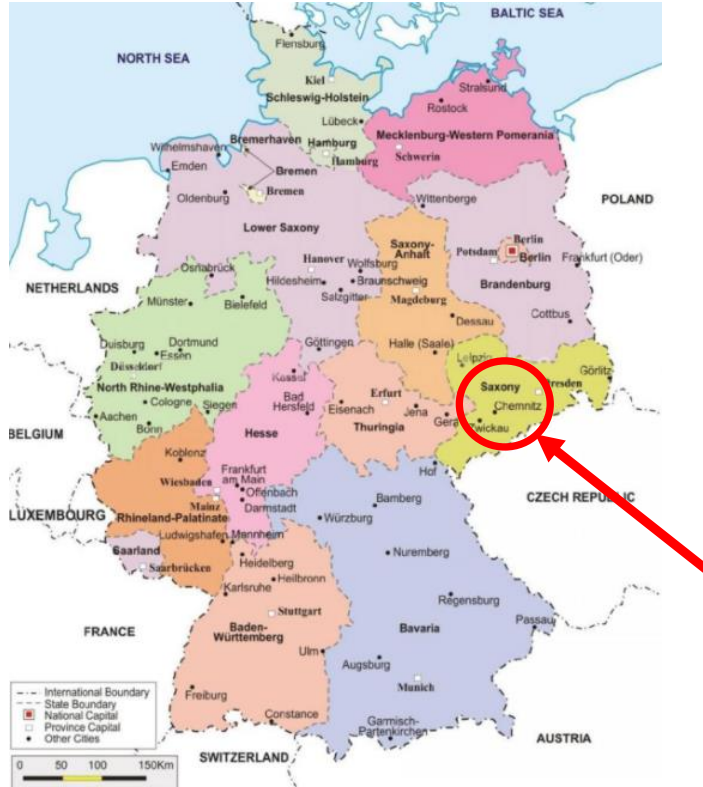 BALTIC SEA
NORTH SEA
Flensburg
Kiel
Schleswig-Holstein
Stralsund
Rostock
Lübeck
Mecklenburg-Western Pomerania
Bremerhaven
Hamburg
Hamburg
Schwerin
Wilhelmshaven
Emden
Bremen
Bremen
Oldenburg
Wittenberge
POLAND
Lower Saxony
Saxony-
Anhalt
Berlin
Berlin
Potsdam
Frankfurt (Oder)
Hanover
Wolfsburg
Osnabrück
Braunschweig
Hildesheim
Salzgitter
Brandenburg
NETHERLANDS
Münster
Bielefeld
Magdeburg
Cottbus
Dessau
Duisburg
Dortmund
Essen
Göttingen
Halle (Saale)
Leipzig
Düsseldorf
Görlitz
North Rhine-Westphalia
Kassel
Saxony
Dresden
Cologne
Siegen
Bad
Hersfeld
Erfurt
Eisenach
Jena
Gera
Chemnitz
Zwickau
Aachen
Bonn
Hesse
Thuringia
BELGIUM
Koblenz
Hof
Frankfurt
am Main
Wiesbaden
Offenbach
Mainz
Darmstadt
CZECH REPUBLIC
LUXEMBOURG
Rhineland-Palatinate
Bamberg
Würzburg
Ludwigshafen
Mannheim
Saarland
Saarbrücken
Heidelberg
Nuremberg
Heilbronn
Karlsruhe
Regensburg
Stuttgart
Passau
FRANCE
Baden-
Württemberg
Bavaria
Ulm
Augsburg
Munich
Freiburg
Constance
Garmisch-
Partenkirchen
SWITZERLAND
AUSTRIA
International Boundary
State Boundary
National Capital
Province Capital
Other Cities
0 50 100 150Km